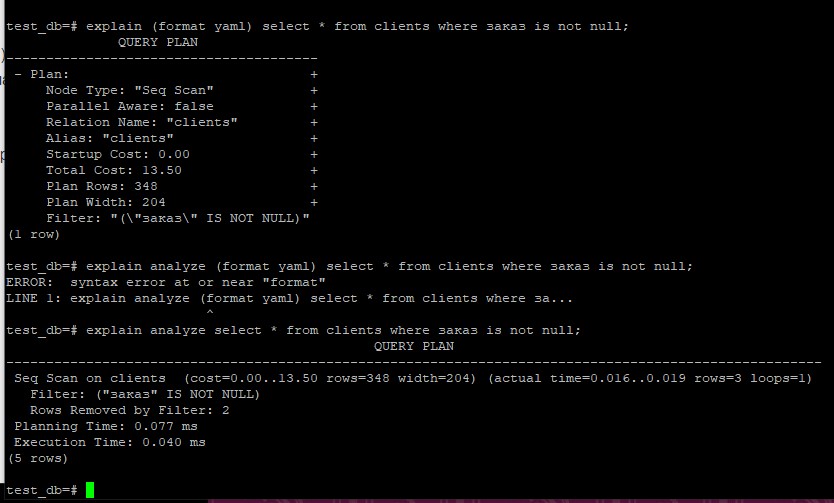 test_db=# explain (format yaml) select * from clients where заказ is not null;
QUERY PLAN
---------------------------------------
- Plan: +
Node Type: "Seq Scan" +
Parallel Aware: false +
Relation Name: "clients" +
Alias: "clients" +
Startup Cost: 0.00 +
Total Cost: 13.50 +
Plan Rows: 348 +
Plan Width: 204 +
Filter: "(\"заказ\" IS NOT NULL)"
(1 row)
test_db=# explain analyze (format yaml) select * from clients where заказ is not null;
ERROR:  syntax error at or near "format"
LINE 1: explain analyze (format yaml) select * from clients where за...
^
test_db=# explain analyze select * from clients where заказ is not null;
QUERY PLAN
------------------------------------------------------------------------------------------------------
Seq Scan on clients  (cost=0.00..13.50 rows=348 width=204) (actual time=0.016..0.019 rows=3 loops=1)
Filter: ("заказ" IS NOT NULL)
Rows Removed by Filter: 2
Planning Time: 0.077 ms
Execution Time: 0.040 ms
(5 rows)
test_db=#